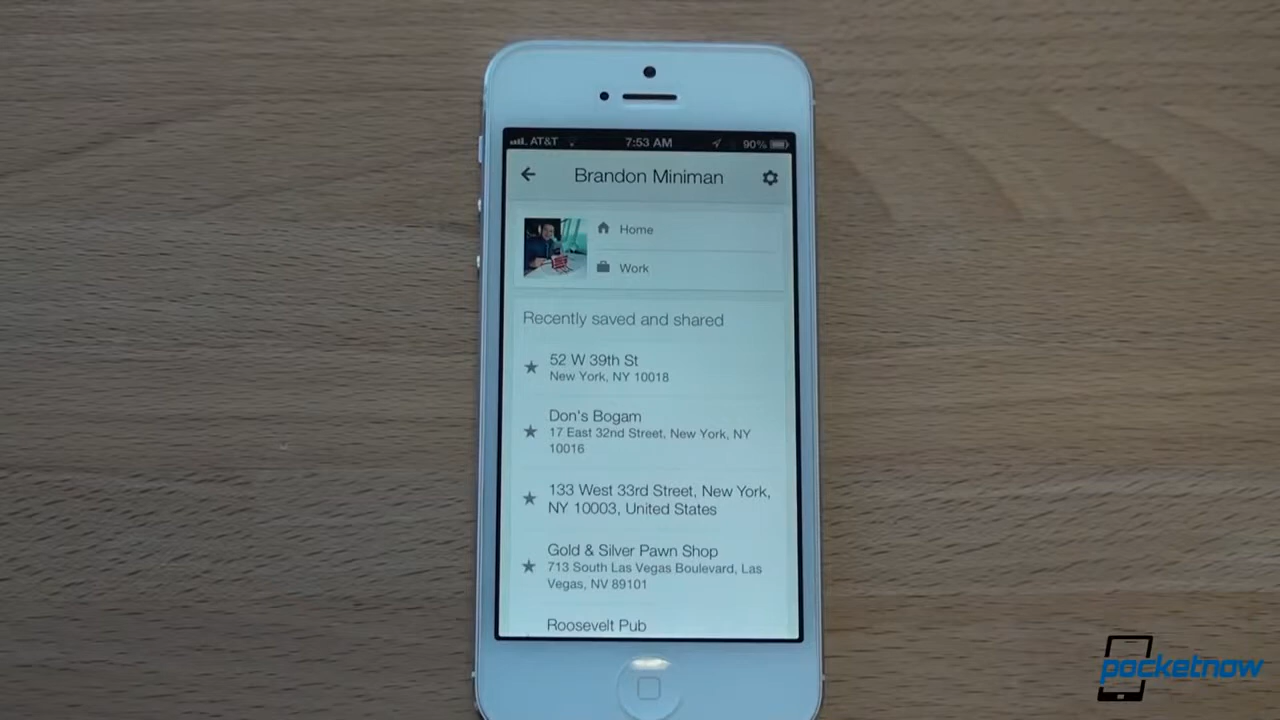 AT&T 7:53 AM 90%
Brandon Miniman
Home
Work
Recently saved and shared
52 W 39th St
New York, NY 10018
Don's Bogam
17 East 32nd Street, New York, NY
10016
133 West 33rd Street, New York,
NY 10003, United States
Gold & Silver Pawn Shop
713 South Las Vegas Boulevard, Las
Vegas, NV 89101
Roosevelt Pub
pocketnow